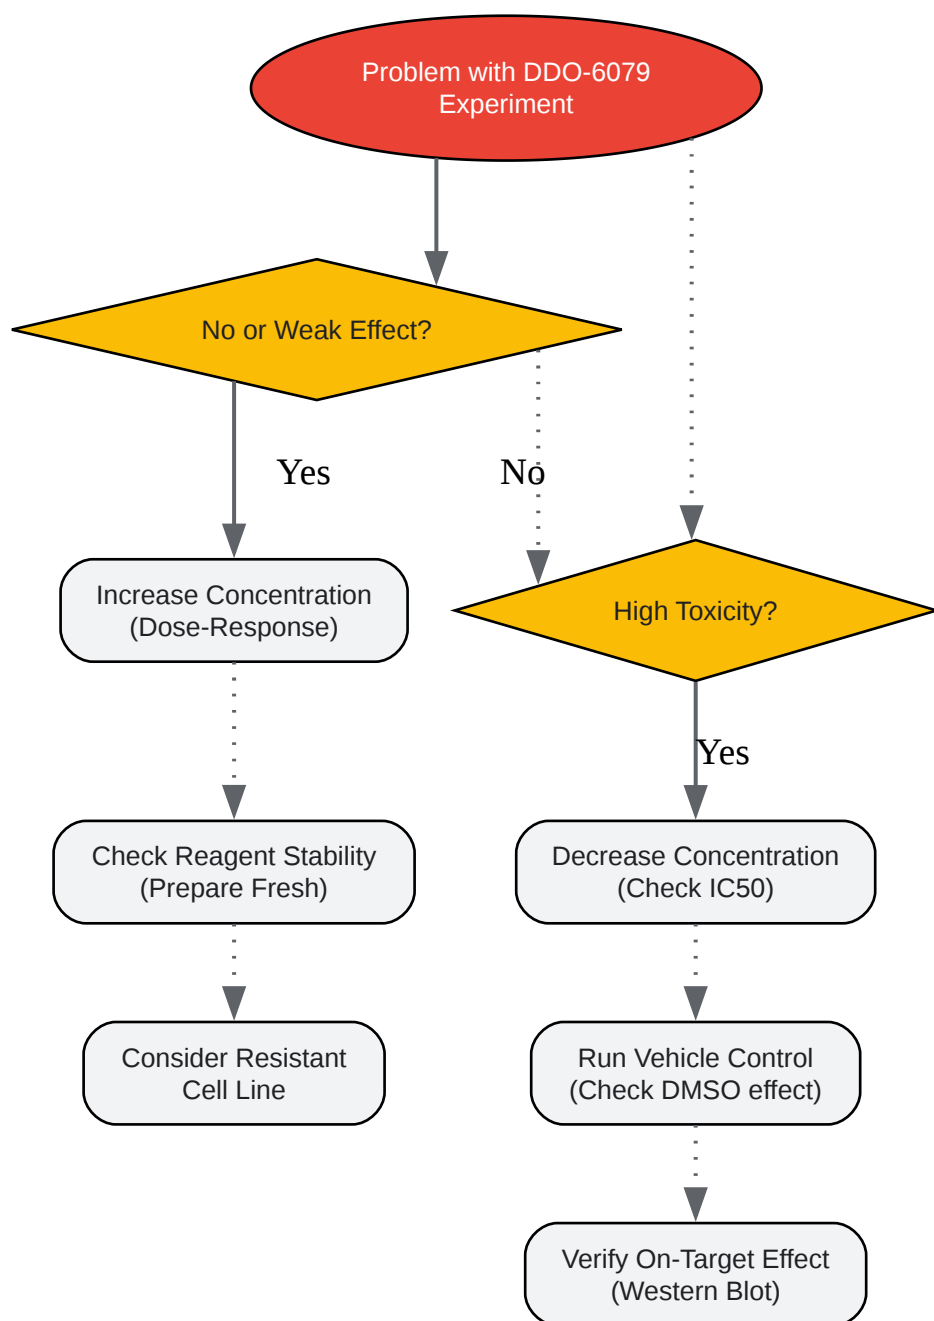 Problem with DDO-6079
Experiment
No or Weak Effect?
Yes
No
Increase Concentration
(Dose-Response)
High Toxicity?
Yes
Check Reagent Stability
(Prepare Fresh)
Decrease Concentration
(Check IC50)
Consider Resistant
Cell Line
Run Vehicle Control
(Check DMSO effect)
Verify On-Target Effect
(Western Blot)